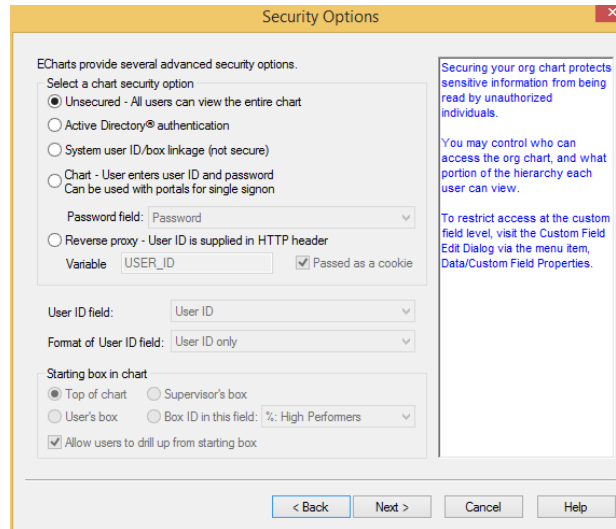 Security Options
ECharts provide several advanced security options.
Select a chart security option
Unsecured - All users can view the entire chart
Active Directory® authentication
System user ID/box linkage (not secure)
Chart - User enters user ID and password
Can be used with portals for single signon
Password field: Password
Reverse proxy - User ID is supplied in HTTP header
Variable USER_ID Passed as a cookie
User ID field: User ID
Format of User ID field: User ID only
Starting box in chart
Top of chart Supervisor's box
User's box Box ID in this field: %: High Performers
Allow users to drill up from starting box
Securing your org chart protects
sensitive information from being
read by unauthorized
individuals.
You may control who can
access the org chart, and what
portion of the hierarchy each
user can view.
To restrict access at the custom
field level, visit the Custom Field
Edit Dialog via the menu item,
Data/Custom Field Properties.
< Back Next > Cancel Help